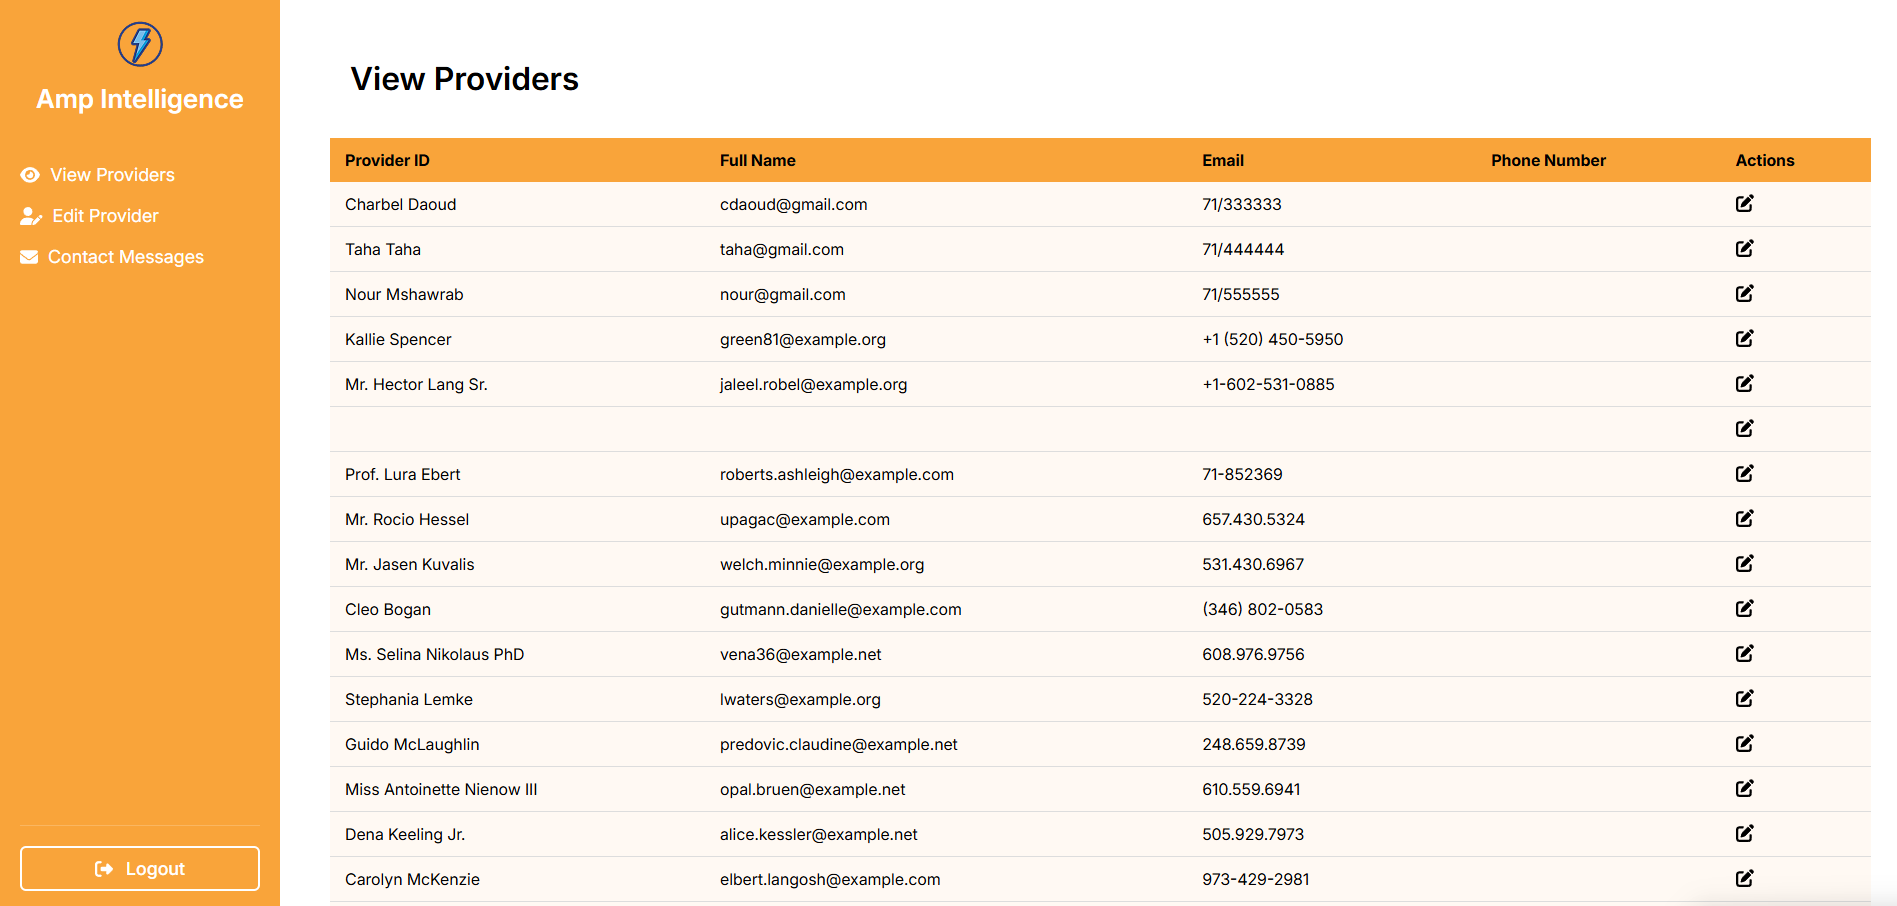 Amp Intelligence
View Providers
Edit Provider
Contact Messages
Logout
View Providers
Provider ID Full Name Email Phone Number Actions
Charbel Daoud cdaoud@gmail.com 71/333333
Taha Taha taha@gmail.com 71/444444
Nour Mshawrab nour@gmail.com 71/555555
Kallie Spencer green81@example.org +1 (520) 450-5950
Mr. Hector Lang Sr. jaleel.robel@example.org +1-602-531-0885
Prof. Lura Ebert roberts.ashleigh@example.com 71-852369
Mr. Rocio Hessel upagac@example.com 657.430.5324
Mr. Jasen Kuvalis welch.minnie@example.org 531.430.6967
Cleo Bogan gutmann.danielle@example.com (346) 802-0583
Ms. Selina Nikolaus PhD vena36@example.net 608.976.9756
Stephania Lemke lwaters@example.org 520-224-3328
Guido McLaughlin predovic.claudine@example.net 248.659.8739
Miss Antoinette Nienow III opal.bruen@example.net 610.559.6941
Dena Keeling Jr. alice.kessler@example.net 505.929.7973
Carolyn McKenzie elbert.langosh@example.com 973-429-2981